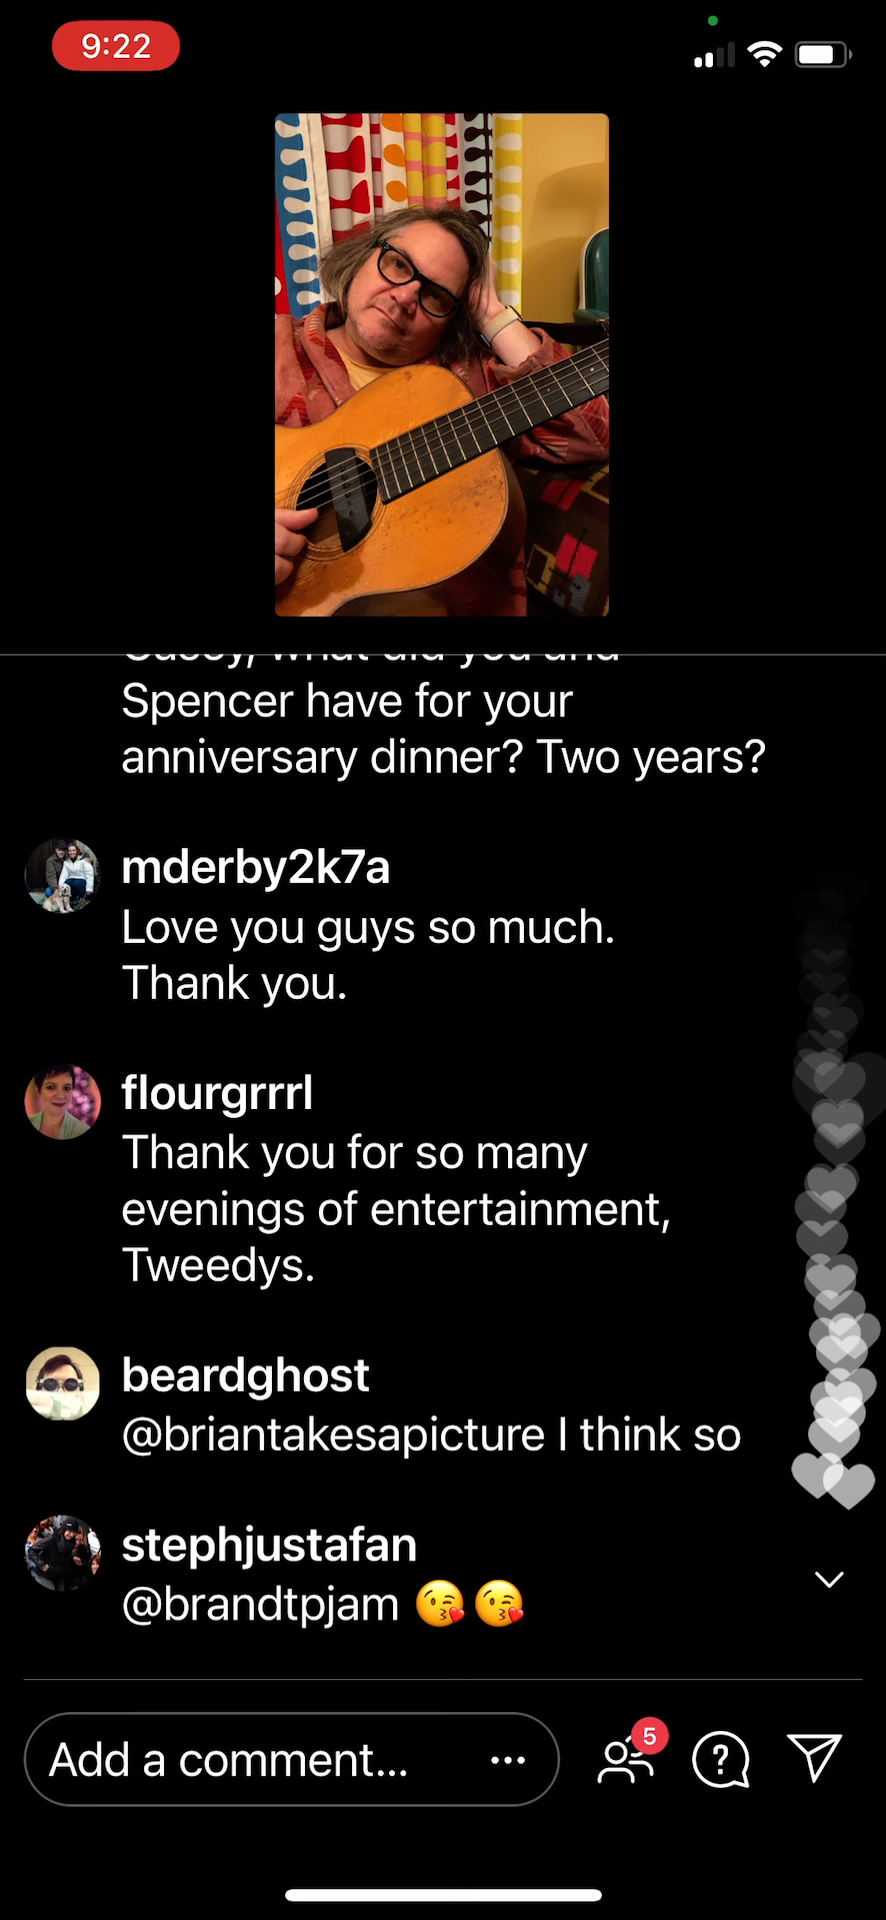 9:22
Spencer have for your
anniversary dinner? Two years?
mderby2k7a
Love you guys so much.
Thank you.
flourgrrrl
Thank you for so many
evenings of entertainment,
Tweedys.
beardghost
@briantakesapicture I think so
stephjustafan
@brandtpjam 😘😘
Add a comment...
5